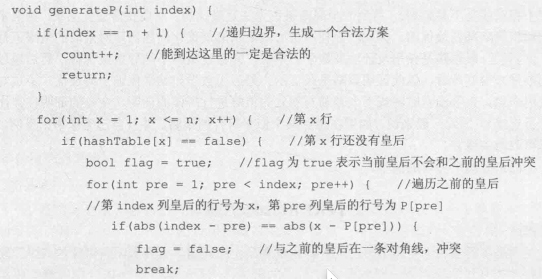 void generateP(int index) {
if(index == n + 1) {    //递归边界，生成一个合法方案
count++;    //能到达这里的一定是合法的
return;
}
for(int x = 1; x <= n; x++) {    //第 x 行
if(hashTable[x] == false) {    //第 x 行还没有皇后
bool flag = true;    //flag 为 true 表示当前皇后不会和之前的皇后冲突
for(int pre = 1; pre < index; pre++) {    //遍历之前的皇后
//第 index 列皇后的行号为 x，第 pre 列皇后的行号为 P[pre]
if(abs(index - pre) == abs(x - P[pre])) {
flag = false;    //与之前的皇后在一条对角线，冲突
break;